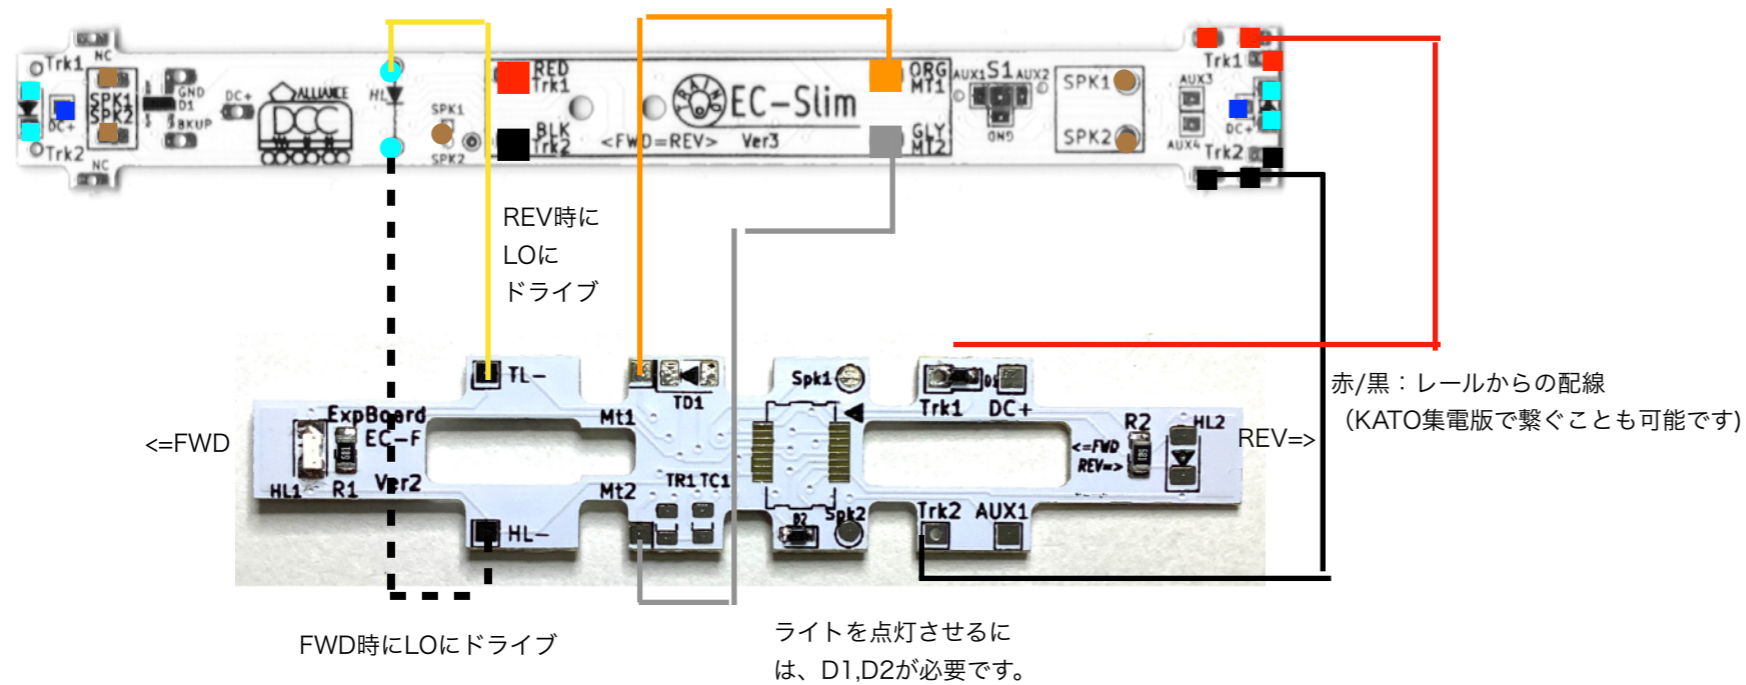 NC
Trk1
SPK1
SPK2
DC+
Trk2
NC
GND
D1
BKUP
DC+
ALLIANCE
DCC
HL
SPK1
SPK2
RED
Trk1
BLK
Trk2
TRAINO
EC-Slim
<FWD=REV>
Ver3
ORG
MT1
GLY
MT2
AUX1
S1
AUX2
GND
SPK1
SPK2
AUX3
AUX4
Trk1
DC+
Trk2
REV時に
LOに
ドライブ
TL-
TD1
Mt1
Spk1
Trk1
DC+
赤/黒：レールからの配線
（KATO集電版で繋ぐことも可能です)
<=FWD
ExpBoard
EC-F
Ver2
HL1
R1
HL-
Mt2
TR1
TC1
D2
Spk2
Trk2
AUX1
<=FWD
REV=>
R2
HL2
REV=>
FWD時にLOにドライブ
ライトを点灯させるに
は、D1,D2が必要です。